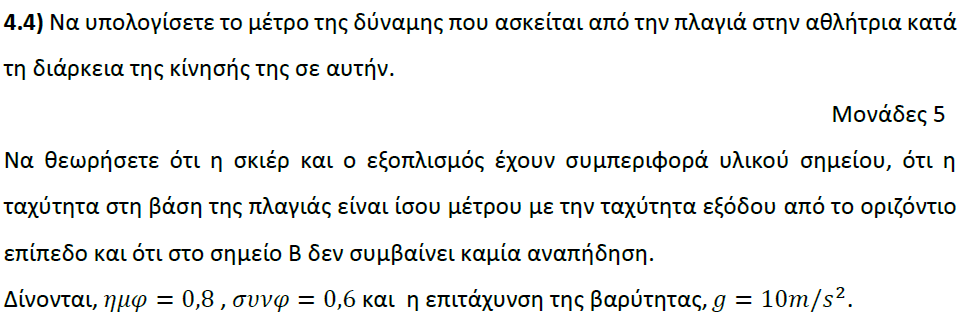 4.4) Να υπολογίσετε το μέτρο της δύναμης που ασκείται από την πλαγιά στην αθλήτρια κατά
τη διάρκεια της κίνησής της σε αυτήν.
Μονάδες 5
Να θεωρήσετε ότι η σκιέρ και ο εξοπλισμός έχουν συμπεριφορά υλικού σημείου, ότι η
ταχύτητα στη βάση της πλαγιάς είναι ίσου μέτρου με την ταχύτητα εξόδου από το οριζόντιο
επίπεδο και ότι στο σημείο Β δεν συμβαίνει καμία αναπήδηση.
Δίνονται, ημφ = 0,8 , συνφ = 0,6 και η επιτάχυνση της βαρύτητας, g = 10m/s².